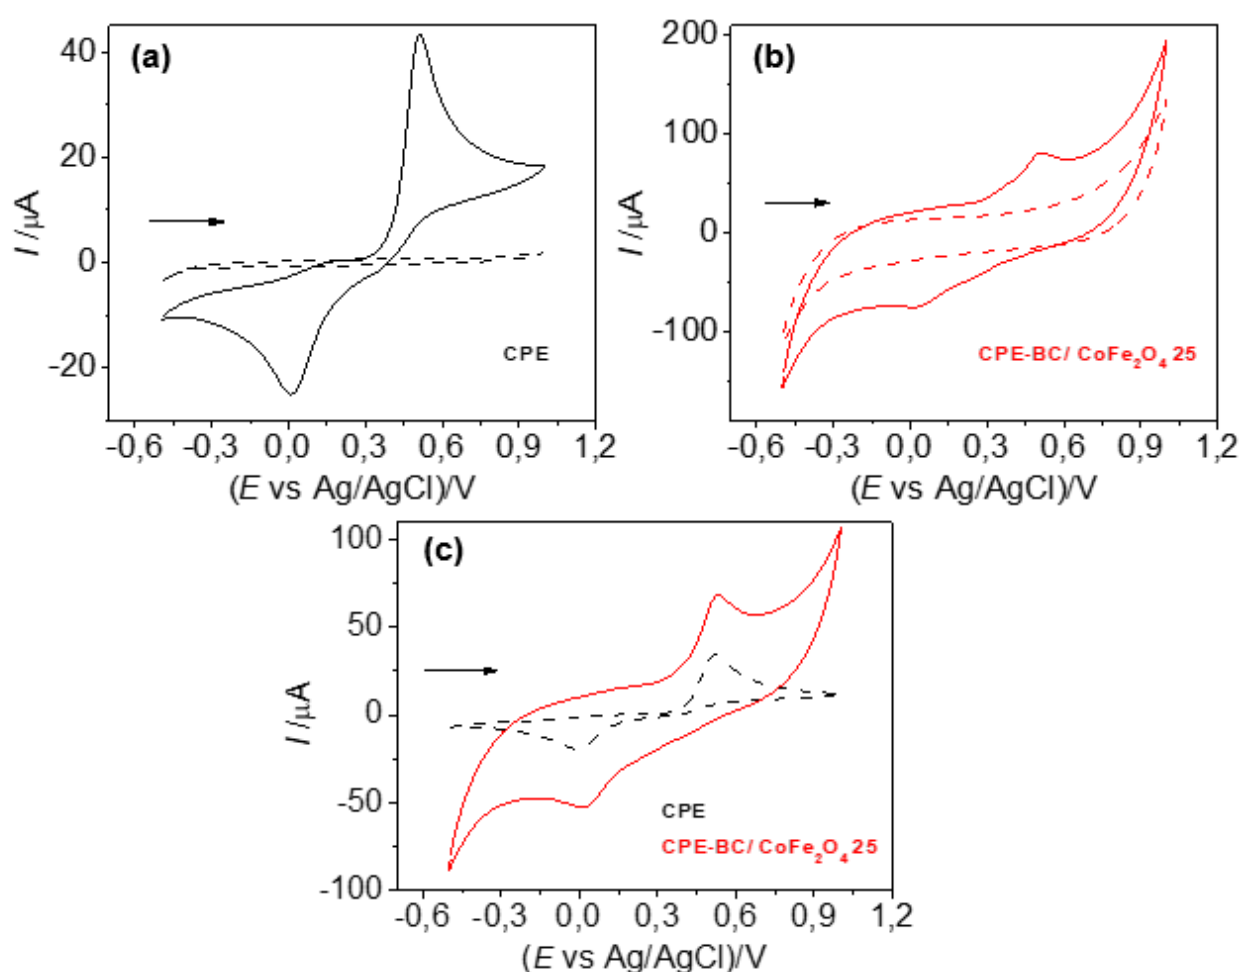 (a)
40
20
0
-20
I /µA
CPE
-0,6 -0,3 0,0 0,3 0,6 0,9 1,2
(E vs Ag/AgCl)/V
(b)
200
100
0
-100
I /µA
CPE-BC/ CoFe₂O₄ 25
-0,6 -0,3 0,0 0,3 0,6 0,9 1,2
(E vs Ag/AgCl)/V
(c)
100
50
0
-50
-100
I /µA
CPE
CPE-BC/ CoFe₂O₄ 25
-0,6 -0,3 0,0 0,3 0,6 0,9 1,2
(E vs Ag/AgCl)/V